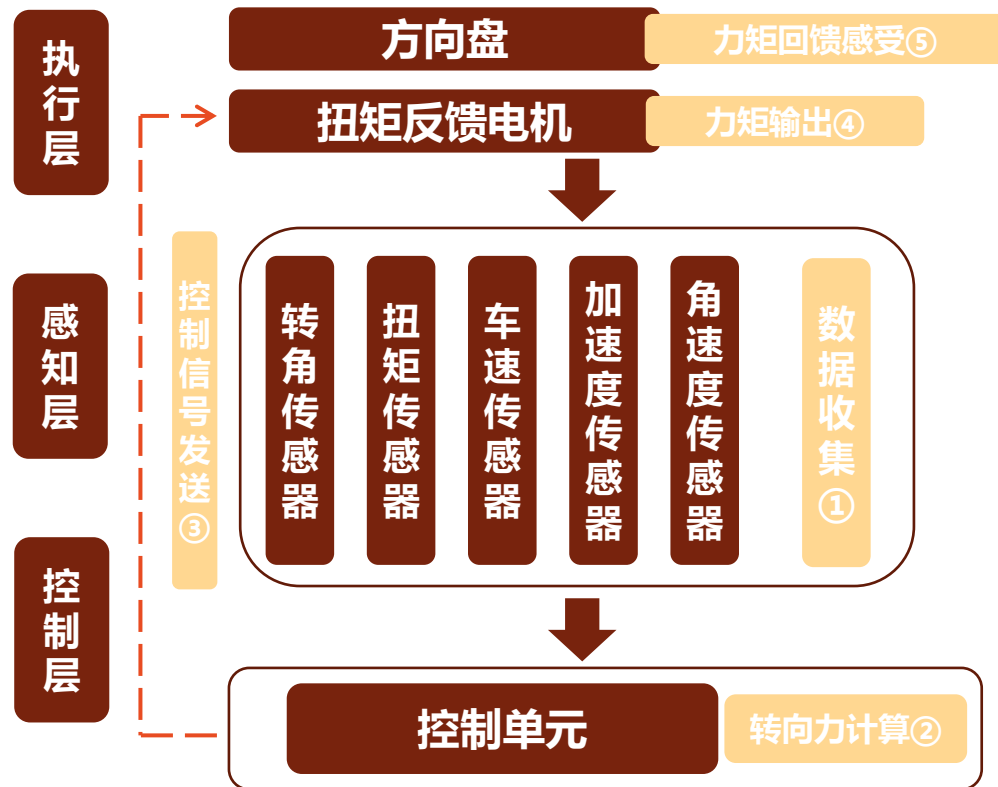 执行层
方向盘
力矩回馈感受⑤
扭矩反馈电机
力矩输出④
感知层
控制信号发送③
转角传感器
扭矩传感器
车速传感器
加速度传感器
角速度传感器
数据收集①
控制层
控制单元
转向力计算②